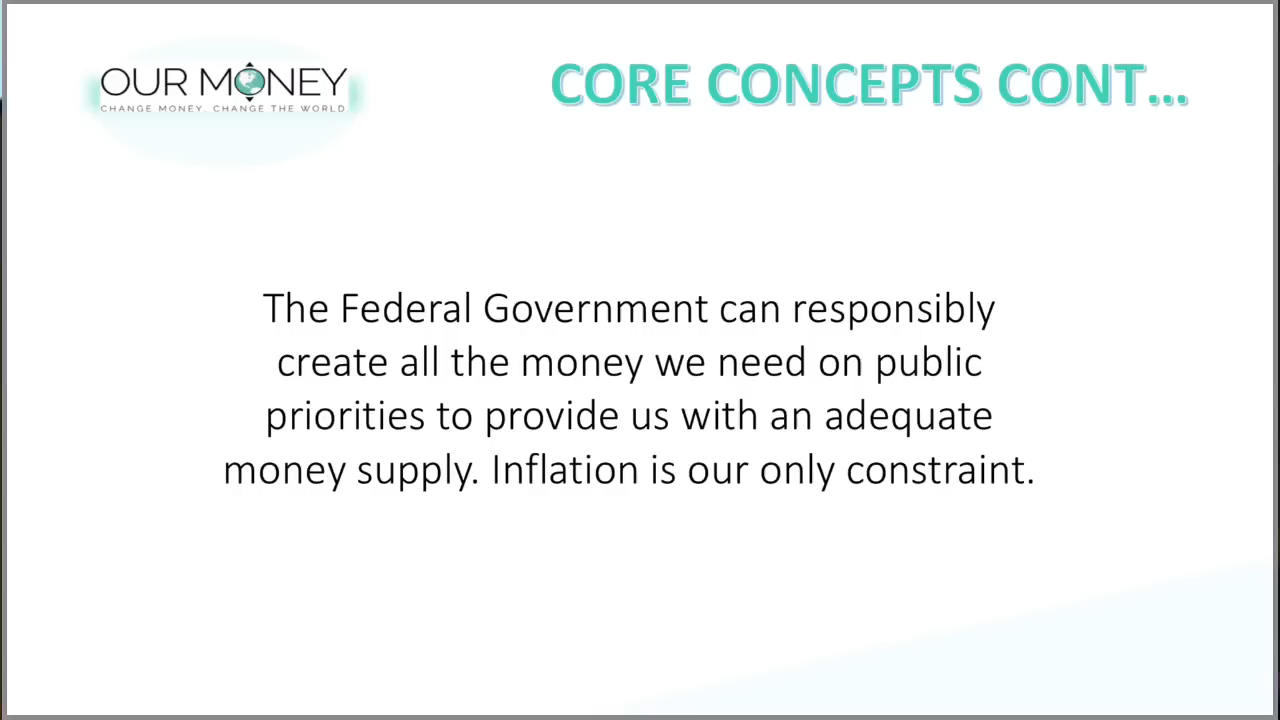 OUR MONEY
CHANGE MONEY. CHANGE THE WORLD
CORE CONCEPTS CONT...
The Federal Government can responsibly
create all the money we need on public
priorities to provide us with an adequate
money supply. Inflation is our only constraint.